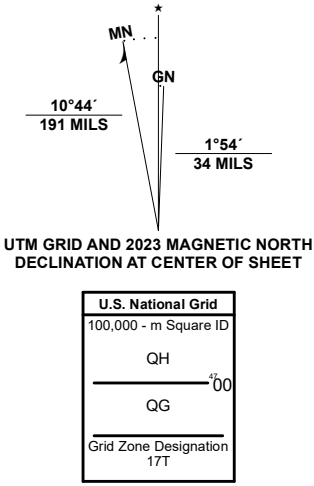 ★
MN
GN
10°44´
191 MILS
1°54´
34 MILS
UTM GRID AND 2023 MAGNETIC NORTH
DECLINATION AT CENTER OF SHEET
U.S. National Grid
100,000 - m Square ID
QH
4700
QG
Grid Zone Designation
17T